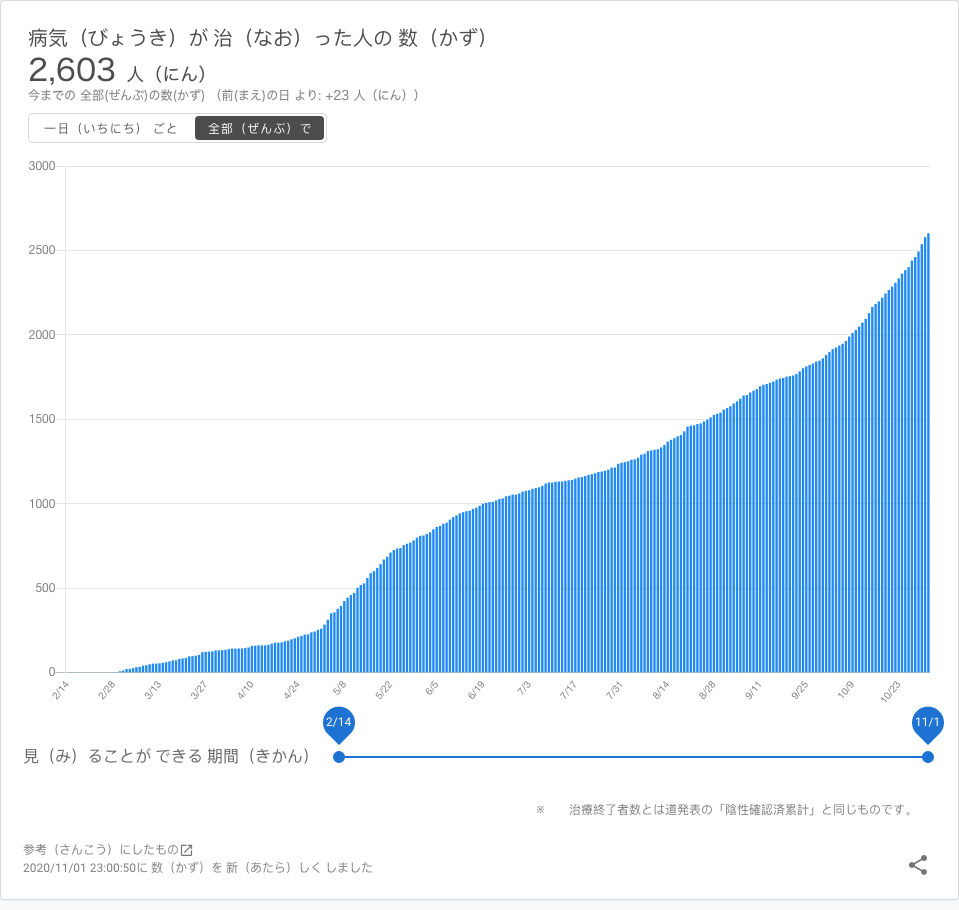 病気（びょうき）が 治（なお）った人の 数（かず）
2,603 人（にん）
今までの 全部(ぜんぶ)の数(かず) （前(まえ)の日 より: +23 人（にん））
一日（いちにち） ごと 全部（ぜんぶ）で
3000
2500
2000
1500
1000
500
0
2/14 2/28 3/13 3/27 4/10 4/24 5/8 5/22 6/5 6/19 7/3 7/17 7/31 8/14 8/28 9/11 9/25 10/9 10/23
2/14 11/1
見（み）ることが できる 期間（きかん）
※ 治療終了者数とは道発表の「陰性確認済累計」と同じものです。
参考（さんこう）にしたもの
2020/11/01 23:00:50に 数（かず）を 新（あたら）しく しました